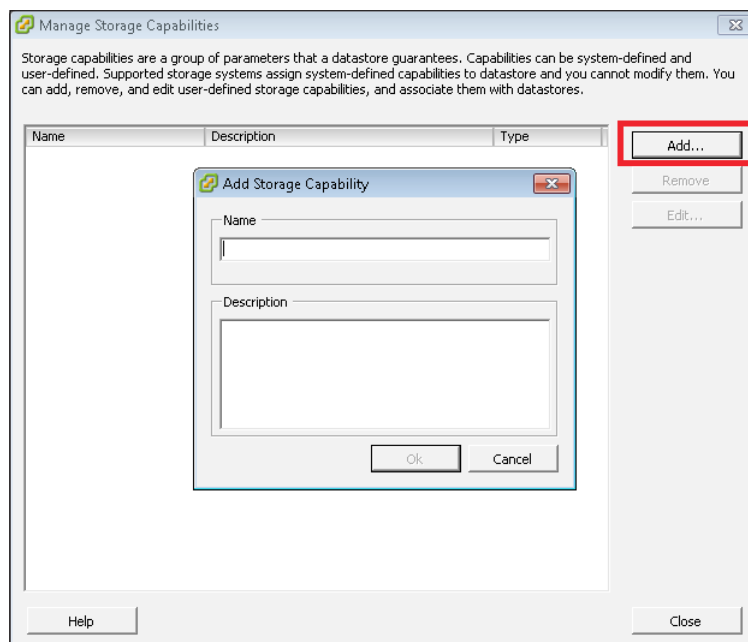 Manage Storage Capabilities
Storage capabilities are a group of parameters that a datastore guarantees. Capabilities can be system-defined and
user-defined. Supported storage systems assign system-defined capabilities to datastore and you cannot modify them. You
can add, remove, and edit user-defined storage capabilities, and associate them with datastores.
Name Description Type
Add...
Remove
Edit...
Add Storage Capability
Name
Description
Ok Cancel
Help Close